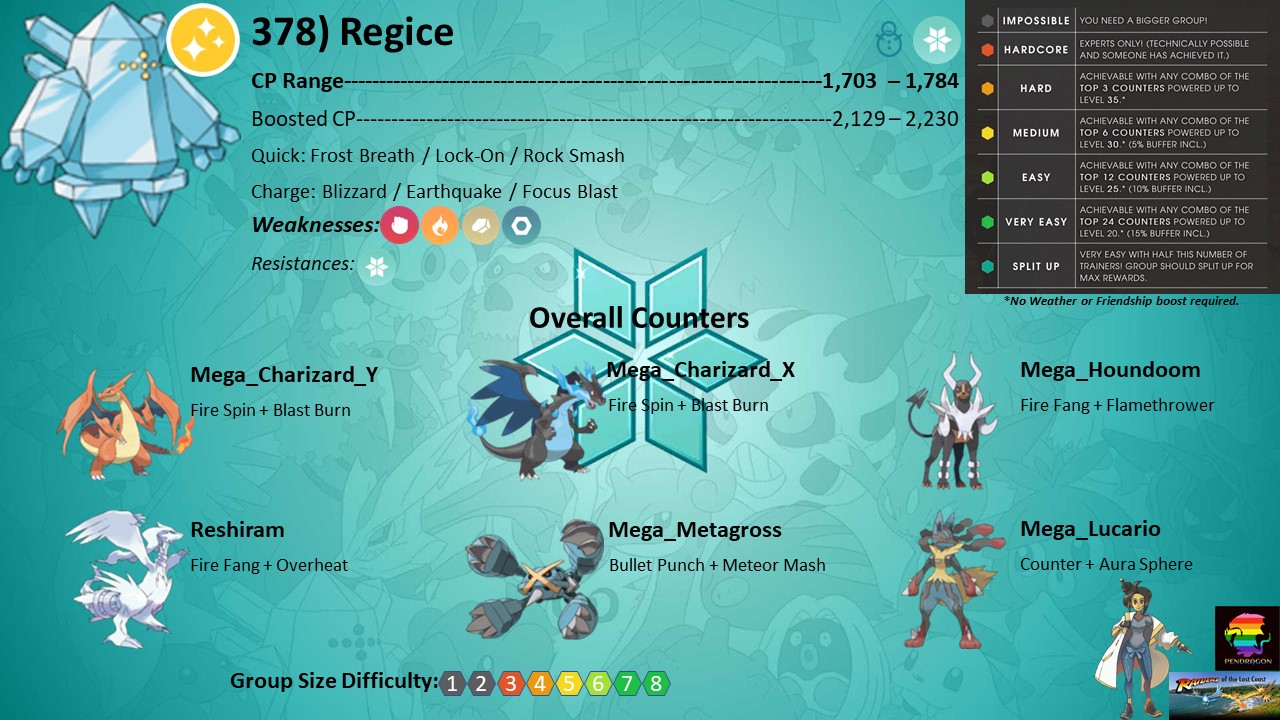 378) Regice
CP Range--------------------------------------------------------------------1,703 – 1,784
Boosted CP--------------------------------------------------------------------2,129 – 2,230
Quick: Frost Breath / Lock-On / Rock Smash
Charge: Blizzard / Earthquake / Focus Blast
Weaknesses:
Resistances:
IMPOSSIBLE YOU NEED A BIGGER GROUP!
HARDCORE EXPERTS ONLY! (TECHNICALLY POSSIBLE
AND SOMEONE HAS ACHIEVED IT.)
HARD ACHIEVABLE WITH ANY COMBO OF THE
TOP 3 COUNTERS POWERED UP TO
LEVEL 35.*
MEDIUM ACHIEVABLE WITH ANY COMBO OF THE
TOP 6 COUNTERS POWERED UP TO
LEVEL 30.* (5% BUFFER INCL.)
EASY ACHIEVABLE WITH ANY COMBO OF THE
TOP 12 COUNTERS POWERED UP TO
LEVEL 25.* (10% BUFFER INCL.)
VERY EASY ACHIEVABLE WITH ANY COMBO OF THE
TOP 24 COUNTERS POWERED UP TO
LEVEL 20.* (15% BUFFER INCL.)
SPLIT UP VERY EASY WITH HALF THIS NUMBER OF
TRAINERS! GROUP SHOULD SPLIT UP FOR
MAX REWARDS.
*No Weather or Friendship boost required.
Overall Counters
Mega_Charizard_Y
Fire Spin + Blast Burn
Mega_Charizard_X
Fire Spin + Blast Burn
Mega_Houndoom
Fire Fang + Flamethrower
Reshiram
Fire Fang + Overheat
Mega_Metagross
Bullet Punch + Meteor Mash
Mega_Lucario
Counter + Aura Sphere
Group Size Difficulty: 1 2 3 4 5 6 7 8
PENDRAGON
RAIDERS of the Lost Coast